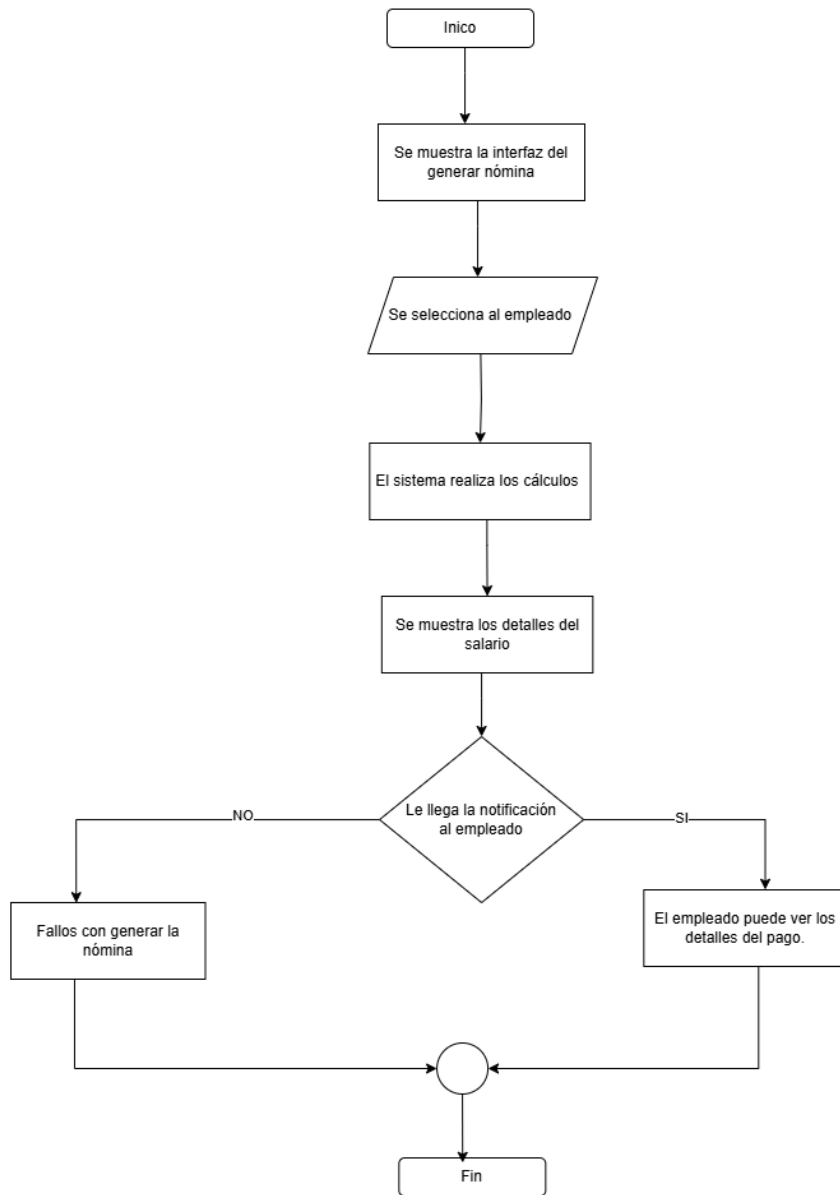 Inico
Se muestra la interfaz del
generar nómina
Se selecciona al empleado
El sistema realiza los cálculos
Se muestra los detalles del
salario
Le llega la notificación
al empleado
NO
SI
Fallos con generar la
nómina
El empleado puede ver los
detalles del pago.
Fin